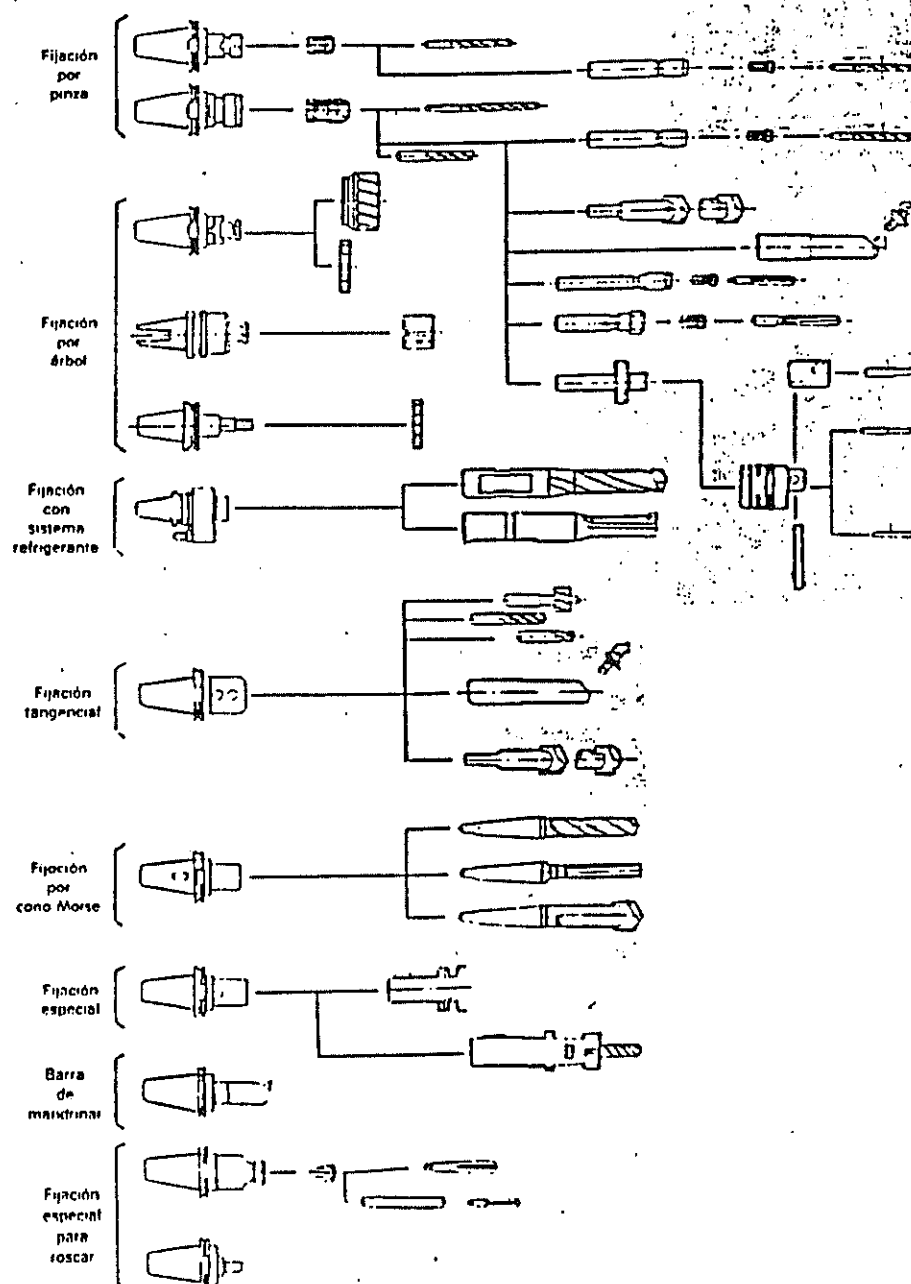 Fijación
por
pinza
Fijación
por
árbol
Fijación
con
sistema
refrigerante
Fijación
tangencial
Fijación
por
cono Morse
Fijación
especial
Barra
de
mandrinar
Fijación
especial
para
roscar